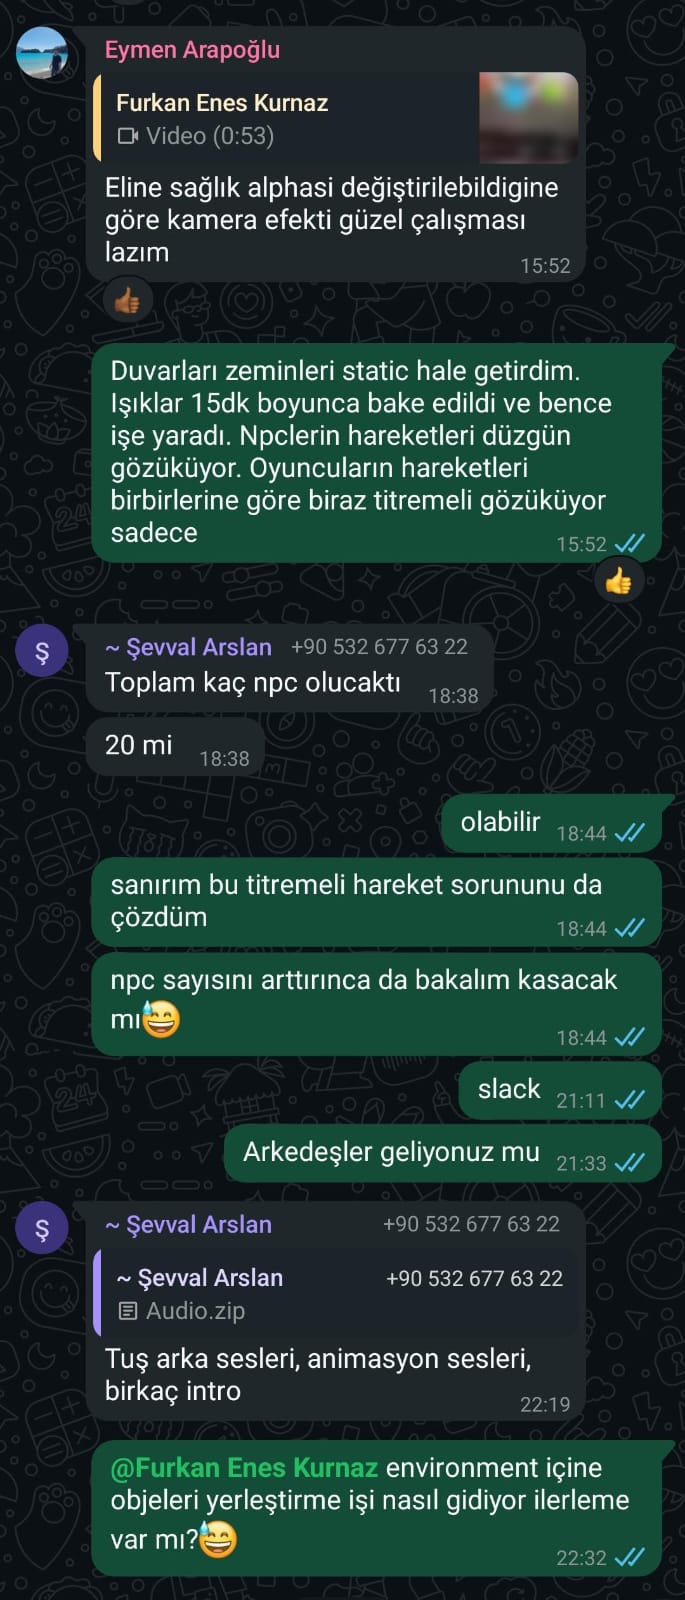 Eymen Arapoğlu
Furkan Enes Kurnaz
Video (0:53)
Eline sağlık alphasi değiştirilebildigine
göre kamera efekti güzel çalışması
lazım
15:52
Duvarları zeminleri static hale getirdim.
Işıklar 15dk boyunca bake edildi ve bence
işe yaradı. Npclerin hareketleri düzgün
gözüküyor. Oyuncuların hareketleri
birbirlerine göre biraz titremeli gözüküyor
sadece
15:52
Ş
~ Şevval Arslan +90 532 677 63 22
Toplam kaç npc olucaktı
18:38
20 mi
18:38
olabilir
18:44
sanırım bu titremeli hareket sorununu da
çözdüm
18:44
npc sayısını arttırınca da bakalım kasacak
mı😅
18:44
slack
21:11
Arkedeşler geliyonuz mu
21:33
Ş
~ Şevval Arslan +90 532 677 63 22
~ Şevval Arslan +90 532 677 63 22
Audio.zip
Tuş arka sesleri, animasyon sesleri,
birkaç intro
22:19
@Furkan Enes Kurnaz environment içine
objeleri yerleştirme işi nasıl gidiyor ilerleme
var mı?😅
22:32